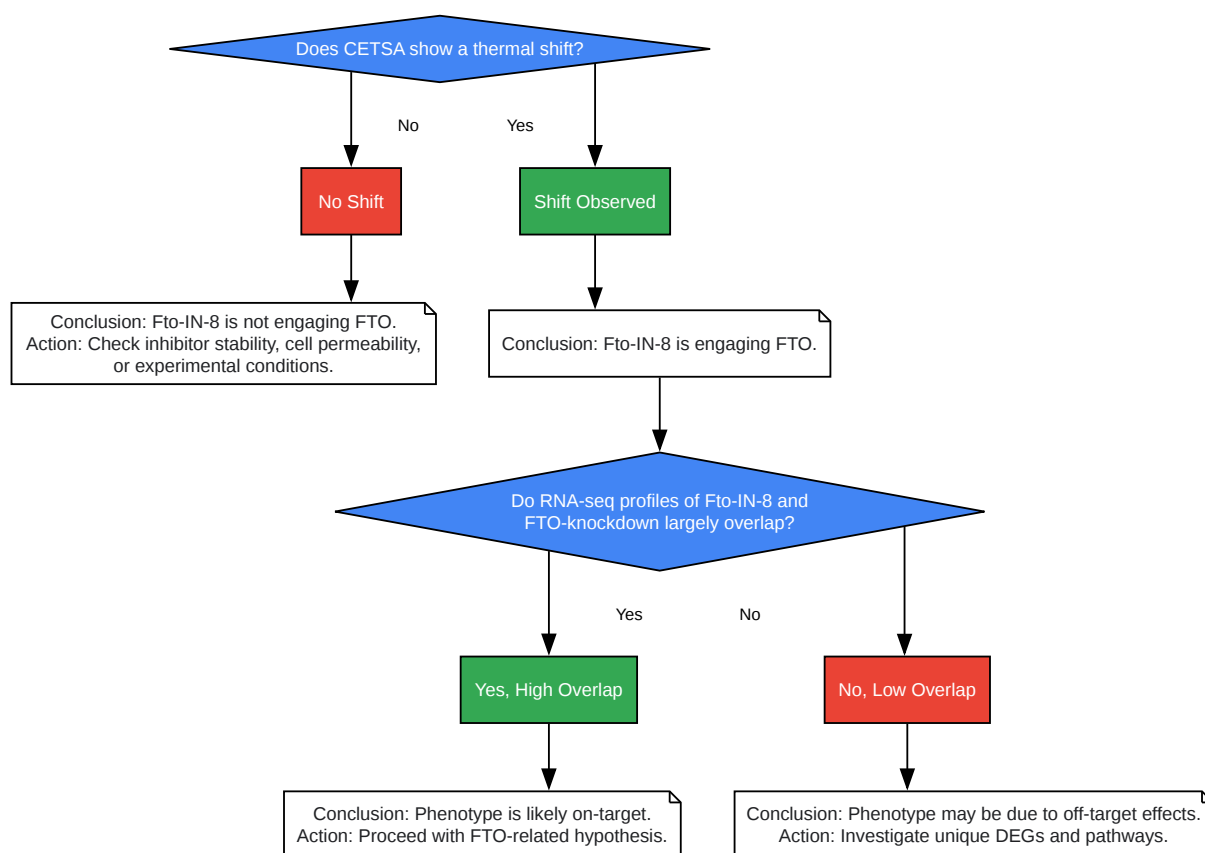 Does CETSA show a thermal shift?
No
Yes
No Shift
Shift Observed
Conclusion: Fto-IN-8 is not engaging FTO.
Action: Check inhibitor stability, cell permeability,
or experimental conditions.
Conclusion: Fto-IN-8 is engaging FTO.
Do RNA-seq profiles of Fto-IN-8 and
FTO-knockdown largely overlap?
Yes
No
Yes, High Overlap
No, Low Overlap
Conclusion: Phenotype is likely on-target.
Action: Proceed with FTO-related hypothesis.
Conclusion: Phenotype may be due to off-target effects.
Action: Investigate unique DEGs and pathways.